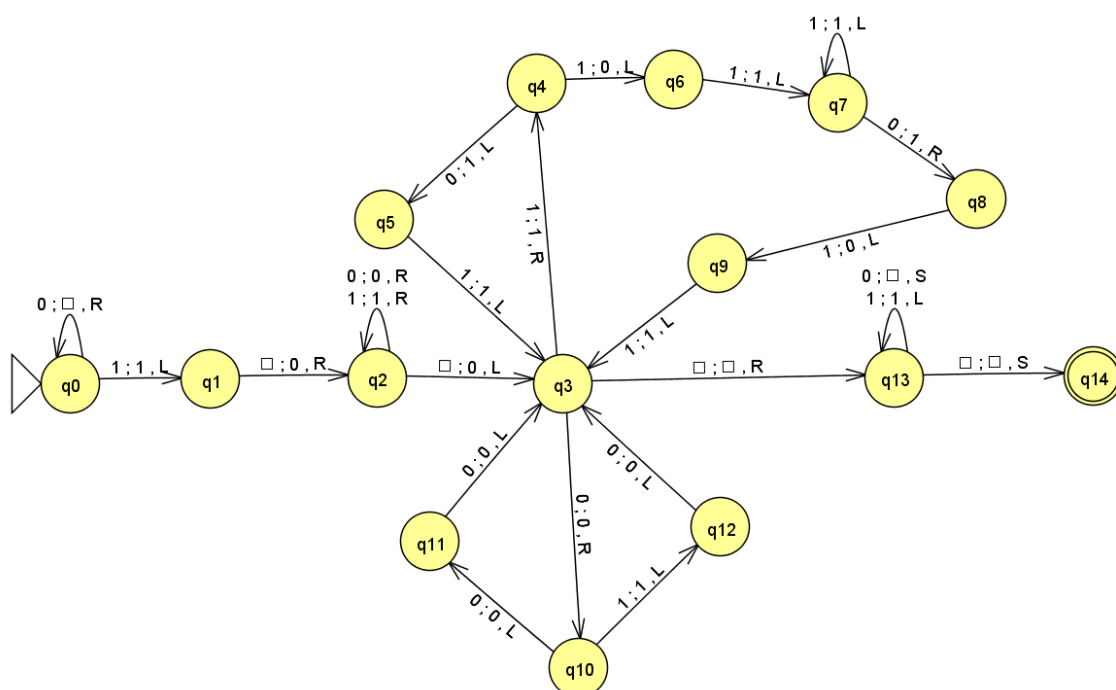 1 ; 1 , L
q4
1 ; 0 , L
q6
1 ; 1 , L
q7
0 ; 1 , L
0 ; 1 , R
q5
1 ; 1 , R
q8
1 ; 0 , L
q9
1 ; 1 , L
1 ; 1 , L
0 ; □ , R
0 ; 0 , R
1 ; 1 , R
0 ; □ , S
1 ; 1 , L
q0
1 ; 1 , L
q1
□ ; 0 , R
q2
□ ; 0 , L
q3
□ ; □ , R
q13
□ ; □ , S
q14
0 ; 0 , L
0 ; 0 , L
0 ; 0 , R
q11
q12
0 ; 0 , L
1 ; 1 , L
q10